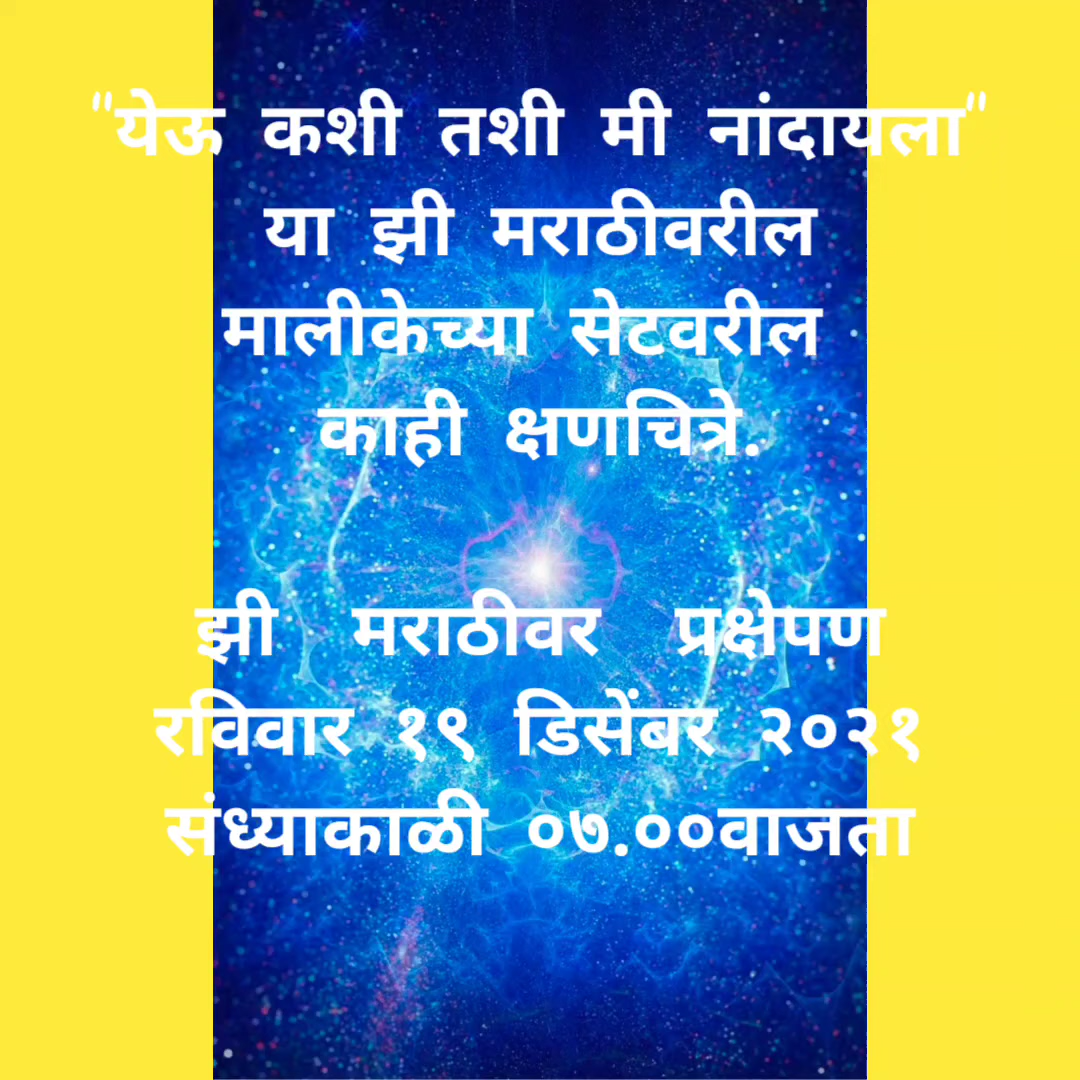 "येऊ कशी तशी मी नांदायला"
या झी मराठीवरील
मालीकेच्या सेटवरील
काही क्षणचित्रे.
झी मराठीवर प्रक्षेपण
रविवार १९ डिसेंबर २०२१
संध्याकाळी ०७.००वाजता